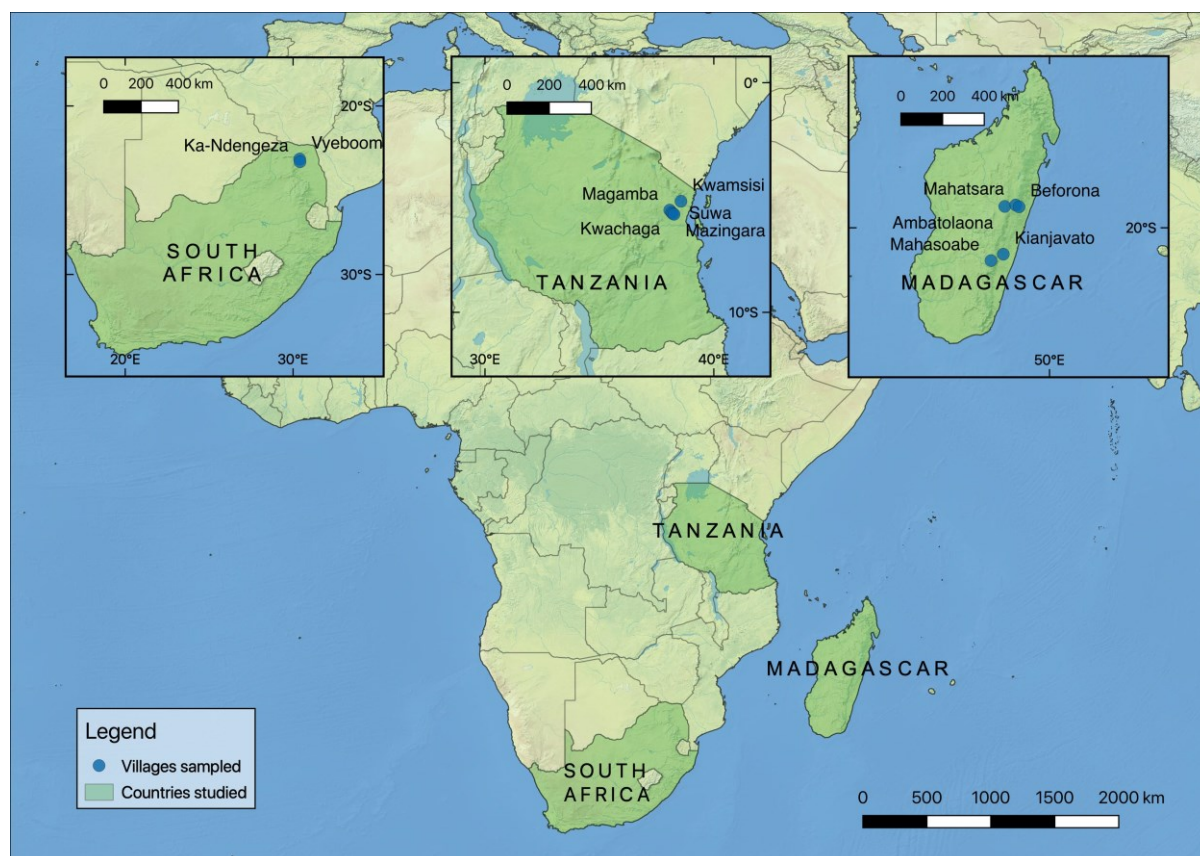 0 200 400 km
20°S
Ka-Ndengeza Vyeboom
SOUTH
AFRICA
30°S
20°E 30°E
0 200 400 km
0°
Magamba Kwamsisi
Suwa
Kwachaga Mazingara
TANZANIA
10°S
30°E 40°E
0 200 400 km
Mahatsara Beforona
Ambatolaona 20°S
Mahasoabe Kianjavato
MADAGASCAR
50°E
TANZANIA
MADAGASCAR
SOUTH
AFRICA
Legend
Villages sampled
Countries studied
0 500 1000 1500 2000 km